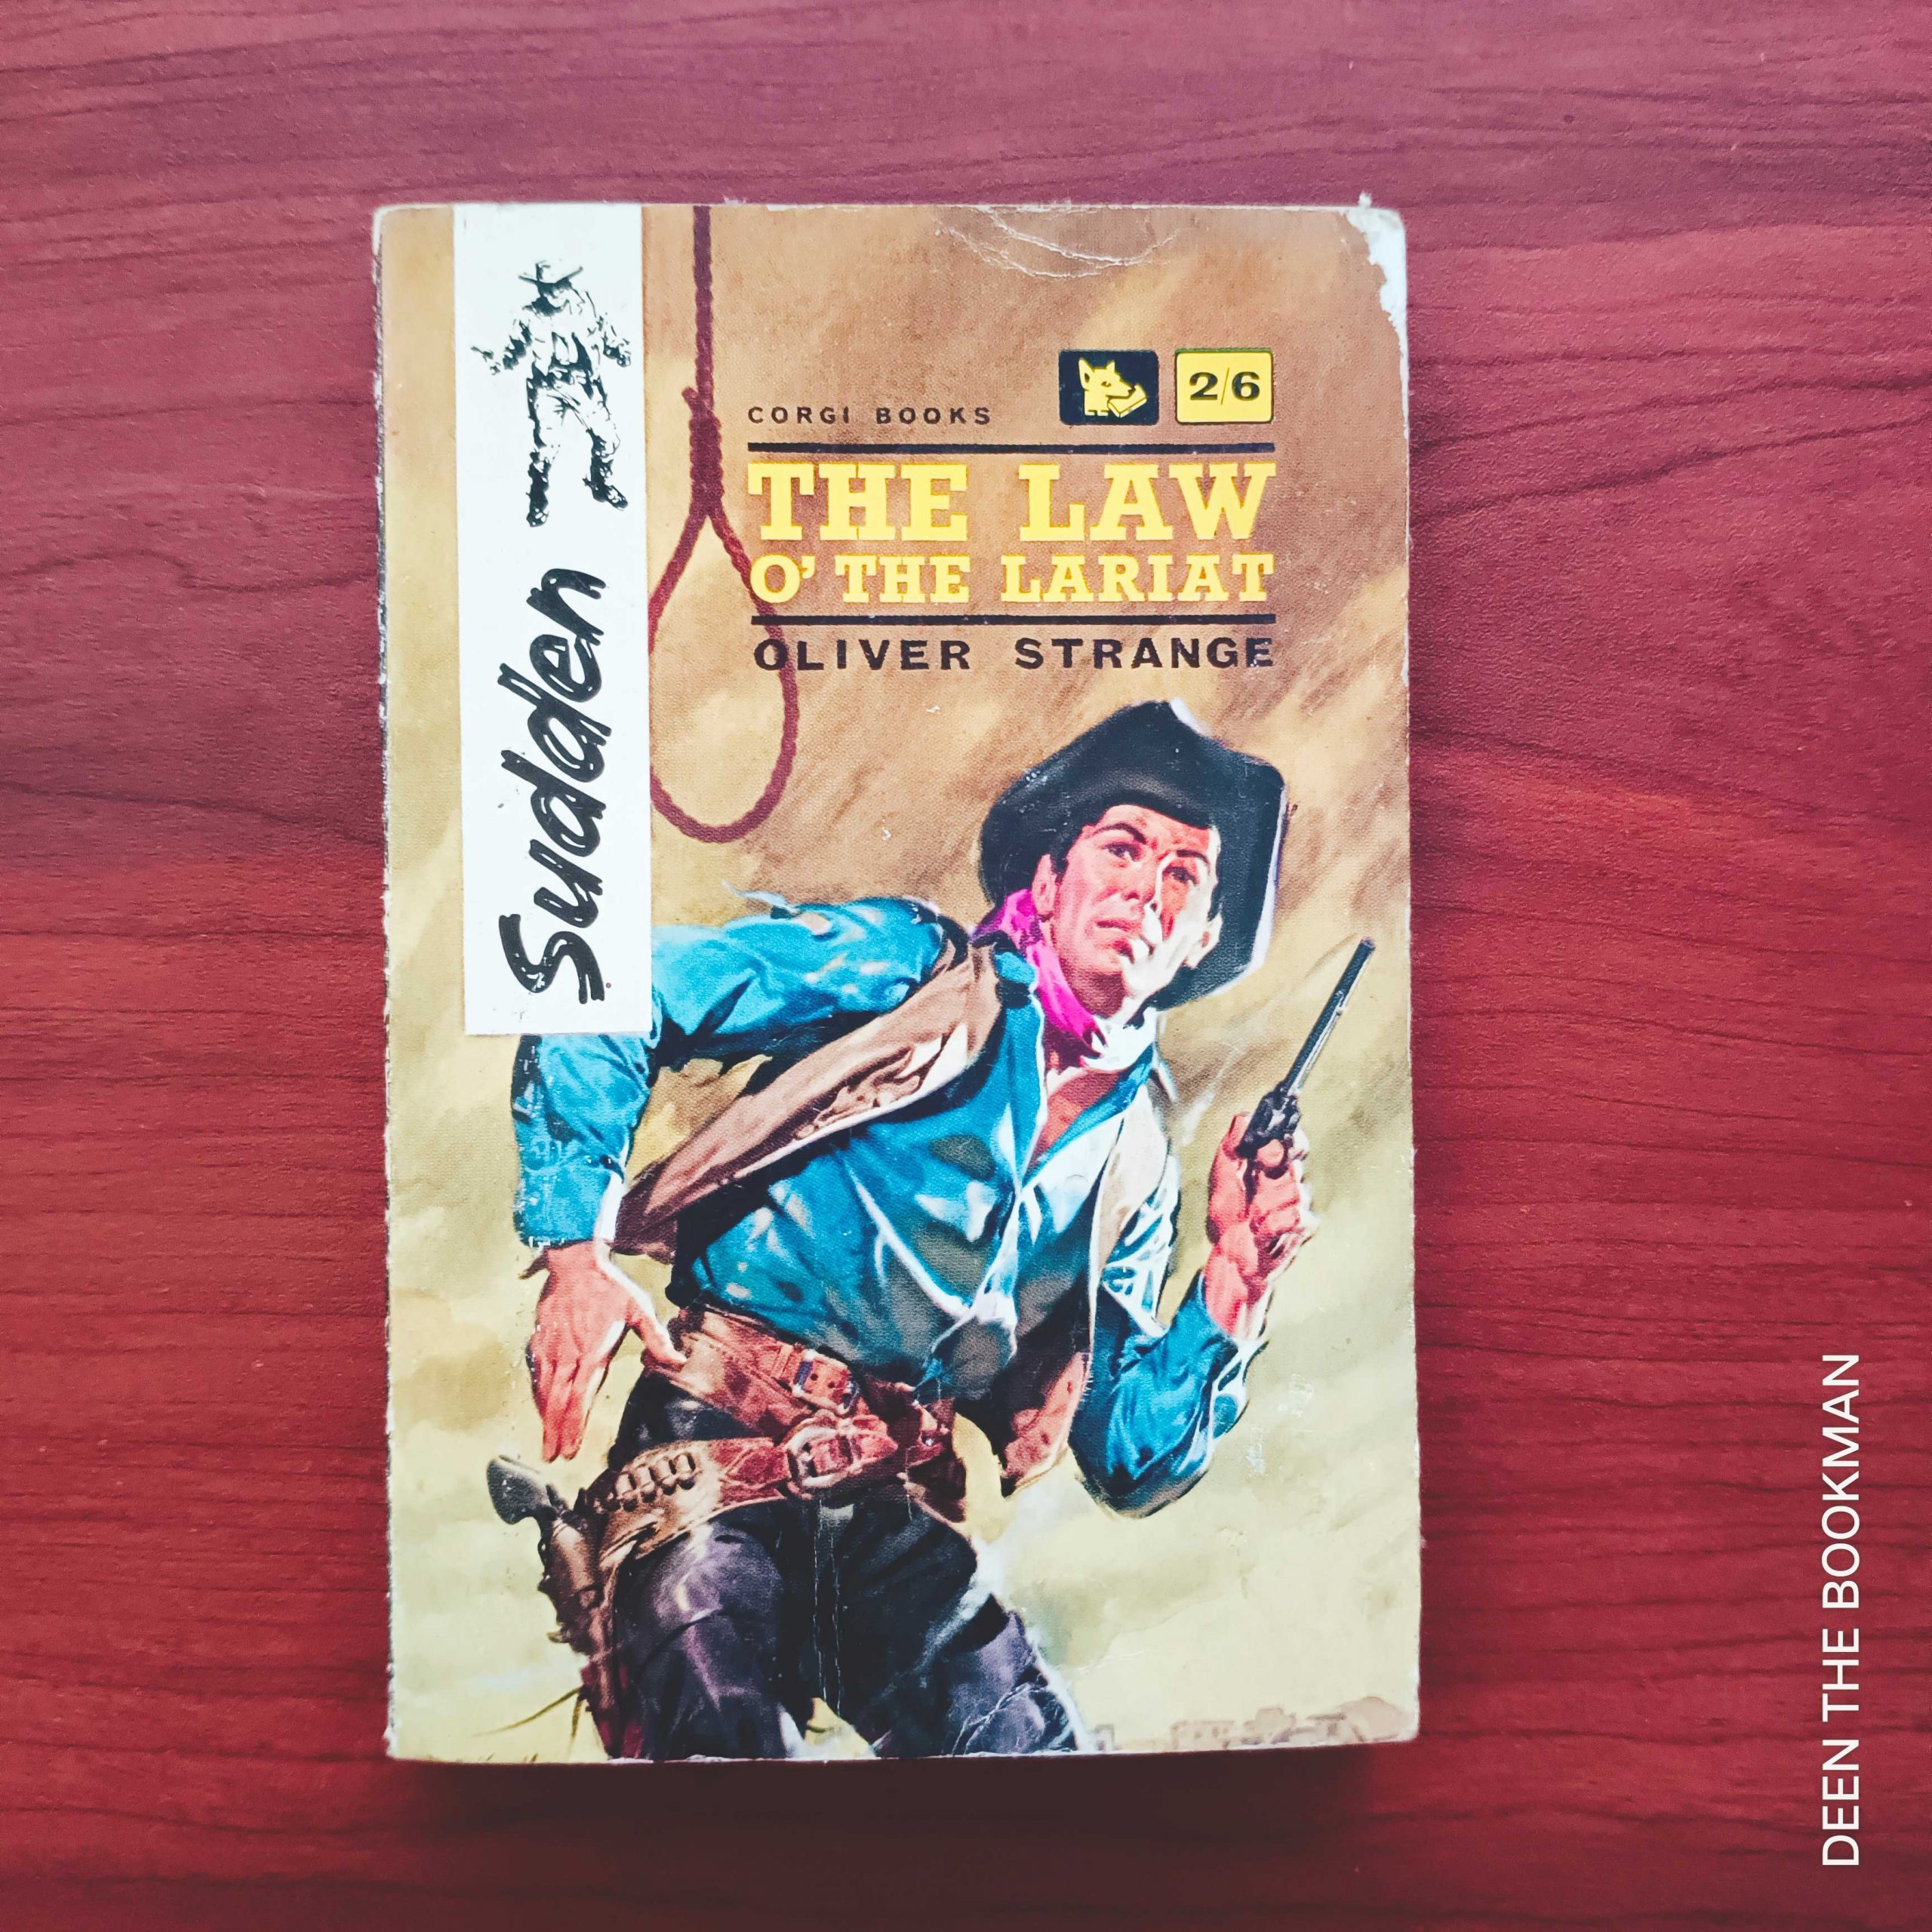 Sudden
CORGI BOOKS
2/6
THE LAW
O' THE LARIAT
OLIVER STRANGE
DEEN THE BOOKMAN